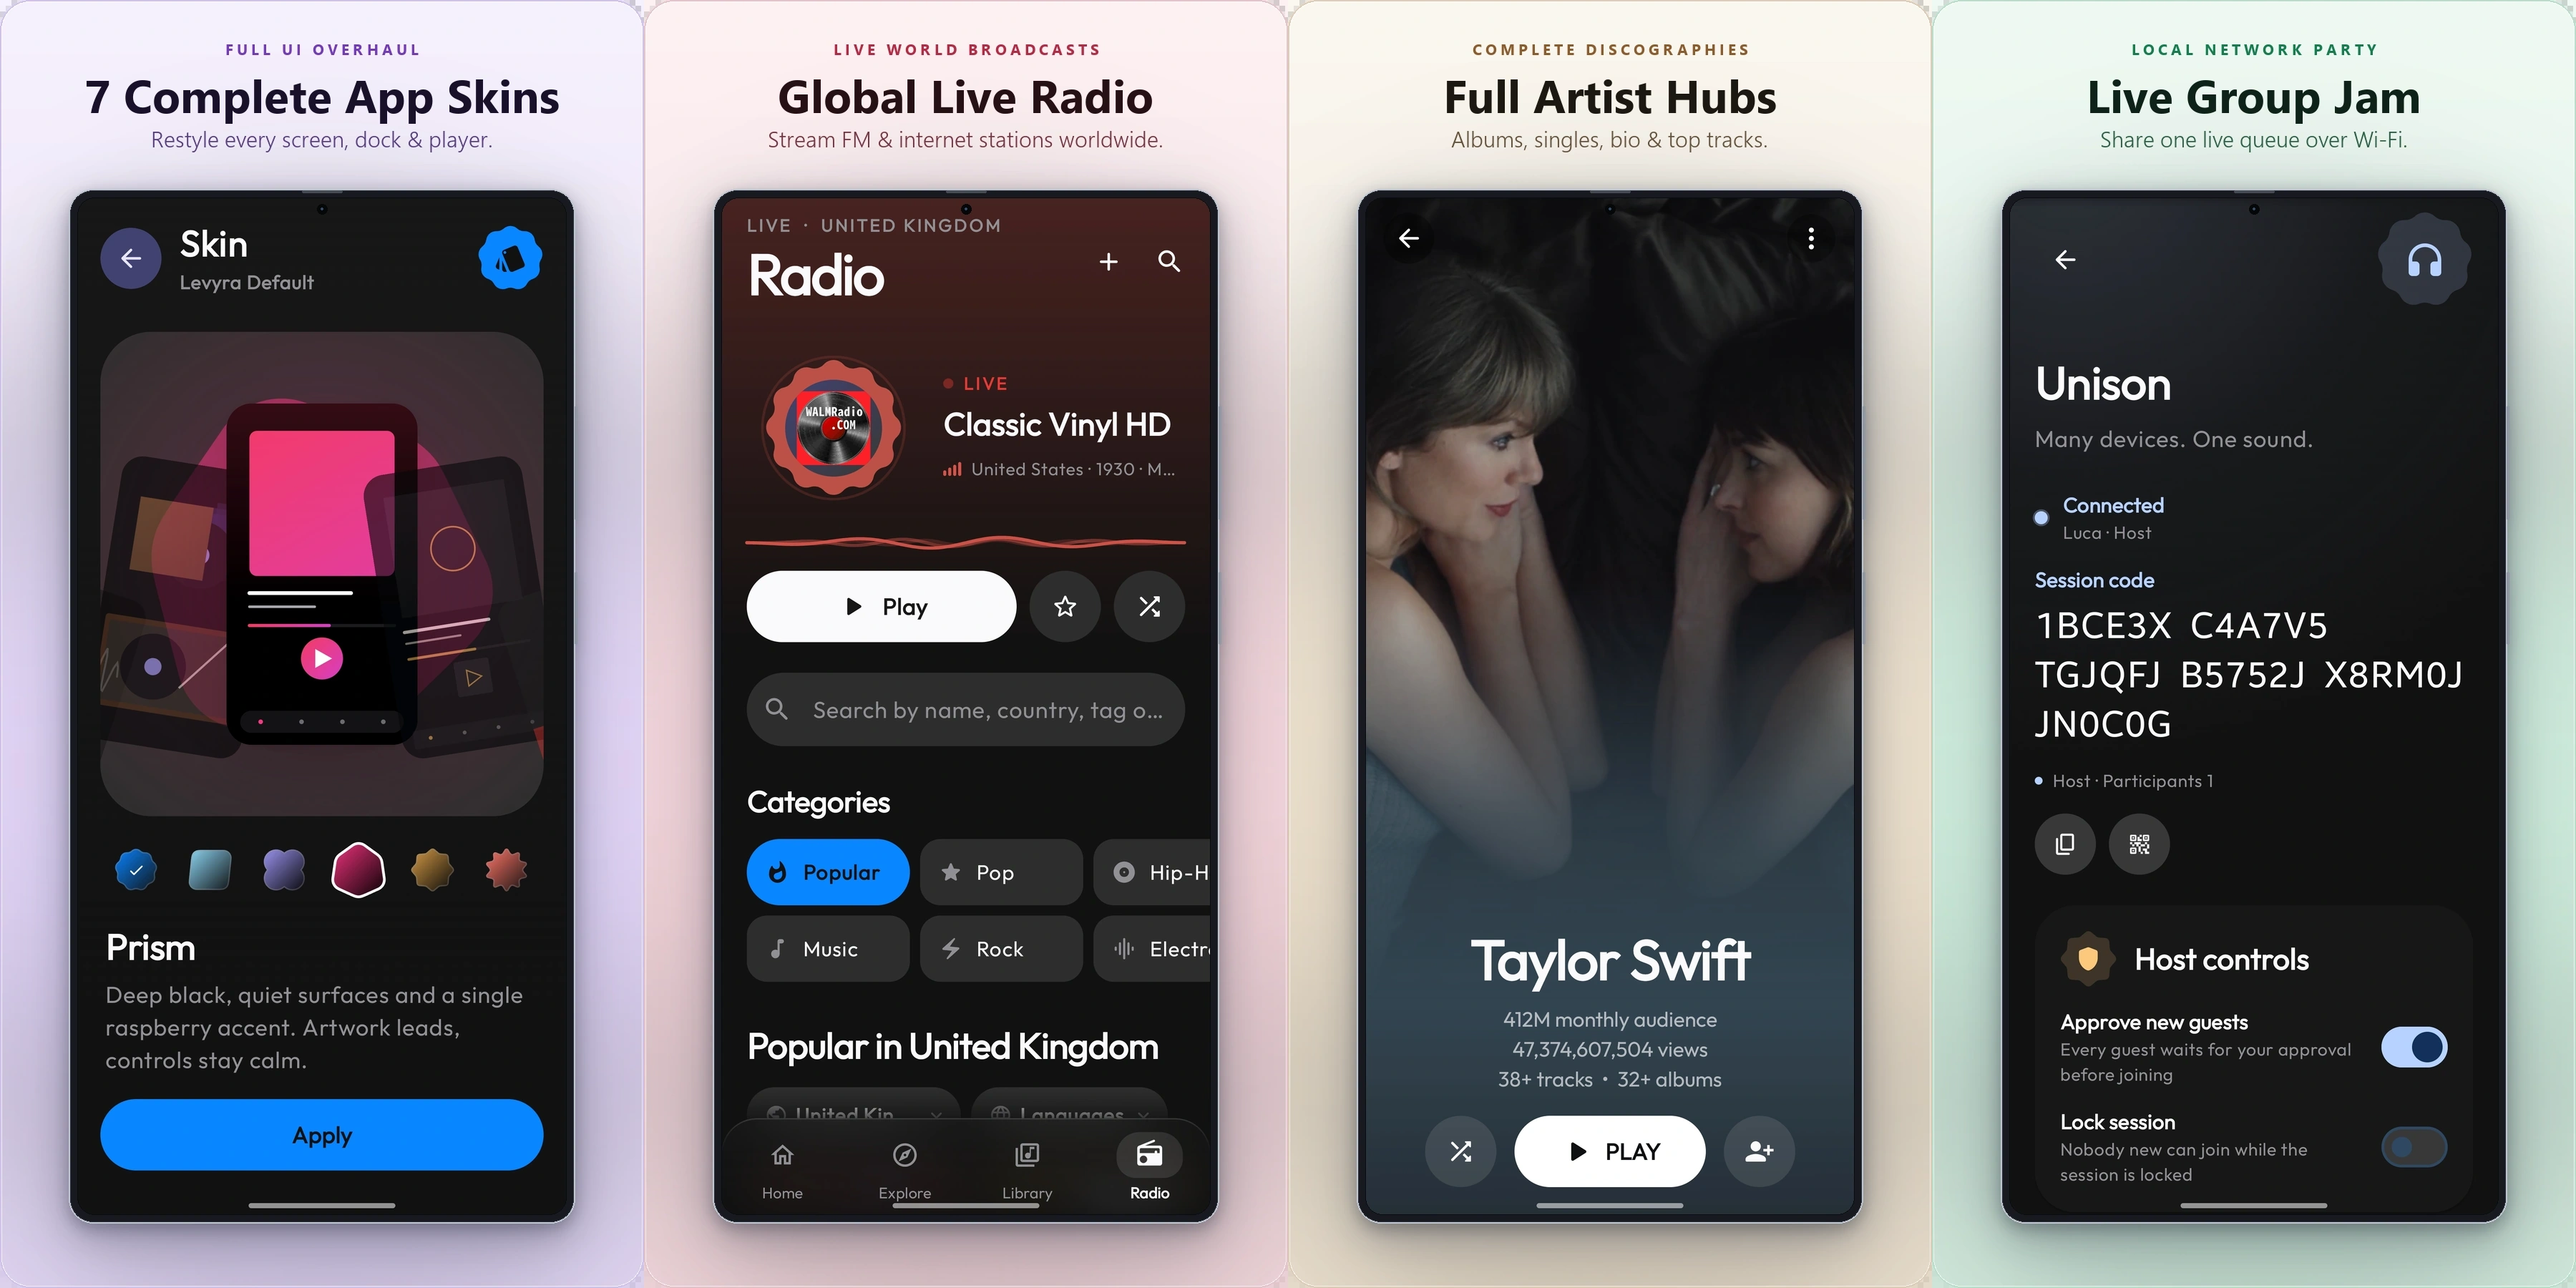 FULL UI OVERHAUL
7 Complete App Skins
Restyle every screen, dock & player.
Skin
Levyra Default
Prism
Deep black, quiet surfaces and a single
raspberry accent. Artwork leads,
controls stay calm.
Apply
LIVE WORLD BROADCASTS
Global Live Radio
Stream FM & internet stations worldwide.
LIVE · UNITED KINGDOM
Radio
WALMRadio
.COM
LIVE
Classic Vinyl HD
United States · 1930 · M...
Play
Search by name, country, tag o...
Categories
Popular
Pop
Hip-H
Music
Rock
Electr
Popular in United Kingdom
United Kin
Languages
Home
Explore
Library
Radio
COMPLETE DISCOGRAPHIES
Full Artist Hubs
Albums, singles, bio & top tracks.
Taylor Swift
412M monthly audience
47,374,607,504 views
38+ tracks • 32+ albums
PLAY
LOCAL NETWORK PARTY
Live Group Jam
Share one live queue over Wi-Fi.
Unison
Many devices. One sound.
Connected
Luca · Host
Session code
1BCE3X C4A7V5
TGJQFJ B5752J X8RM0J
JN0C0G
Host · Participants 1
Host controls
Approve new guests
Every guest waits for your approval
before joining
Lock session
Nobody new can join while the
session is locked